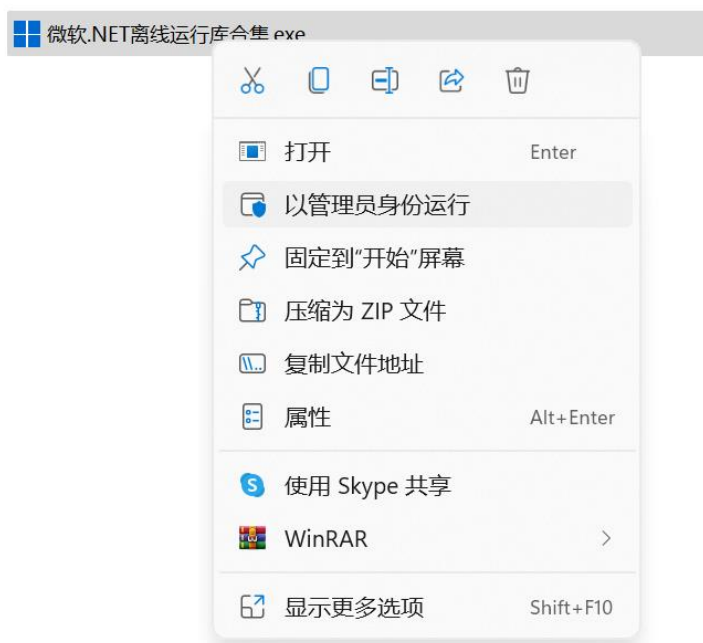 微软.NET离线运行库合集.exe
打开 Enter
以管理员身份运行
固定到“开始”屏幕
压缩为 ZIP 文件
复制文件地址
属性 Alt+Enter
使用 Skype 共享
WinRAR
显示更多选项 Shift+F10